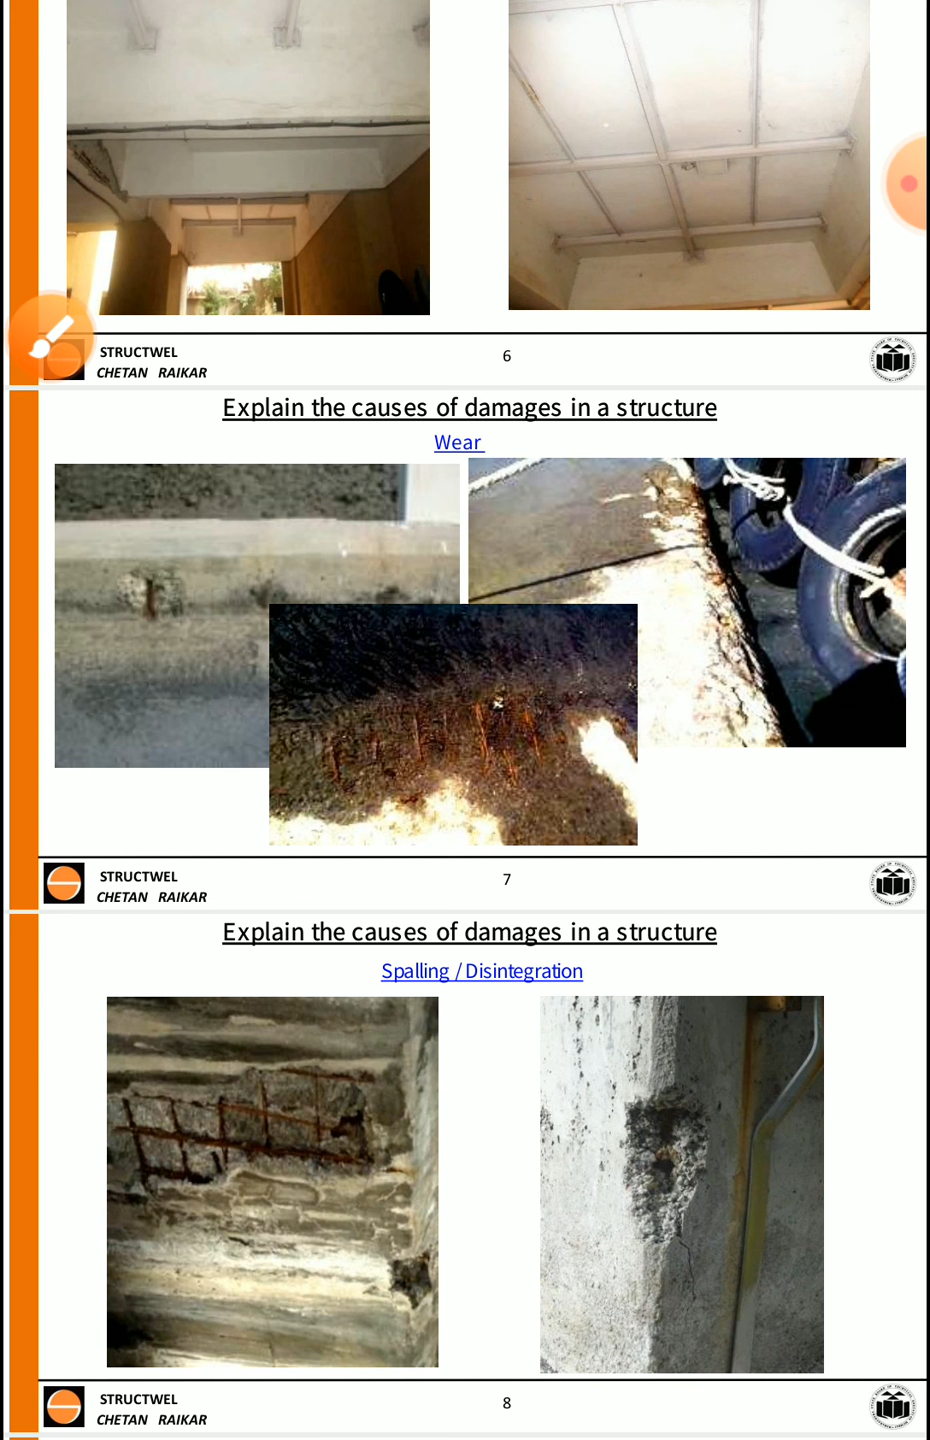 STRUCTWEL
CHETAN RAIKAR
6
Explain the causes of damages in a structure
Wear
STRUCTWEL
CHETAN RAIKAR
7
Explain the causes of damages in a structure
Spalling / Disintegration
STRUCTWEL
CHETAN RAIKAR
8